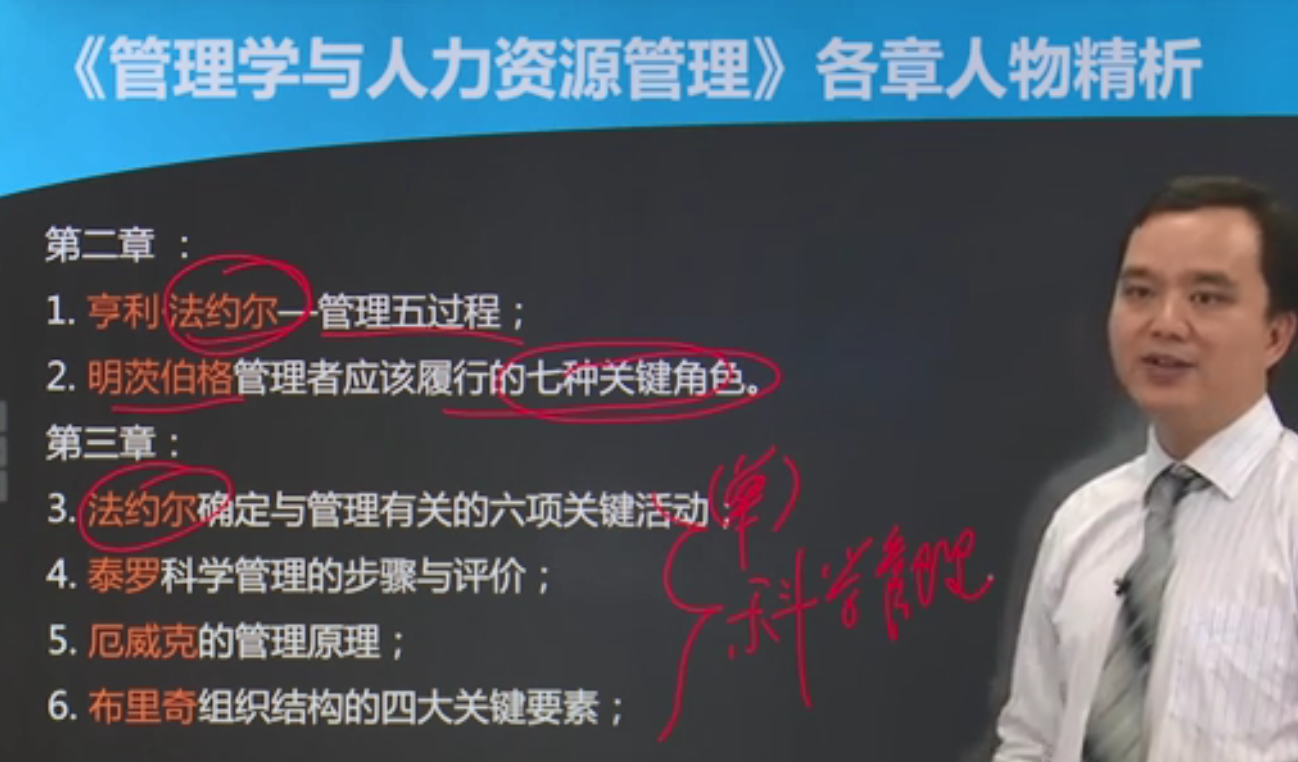 《管理学与人力资源管理》各章人物精析
第二章 ：
1. 亨利·法约尔—管理五过程；
2. 明茨伯格管理者应该履行的七种关键角色。
第三章：
3. 法约尔确定与管理有关的六项关键活动；
(单)
4. 泰罗科学管理的步骤与评价；
科学管理
5. 厄威克的管理原理；
6. 布里奇组织结构的四大关键要素；